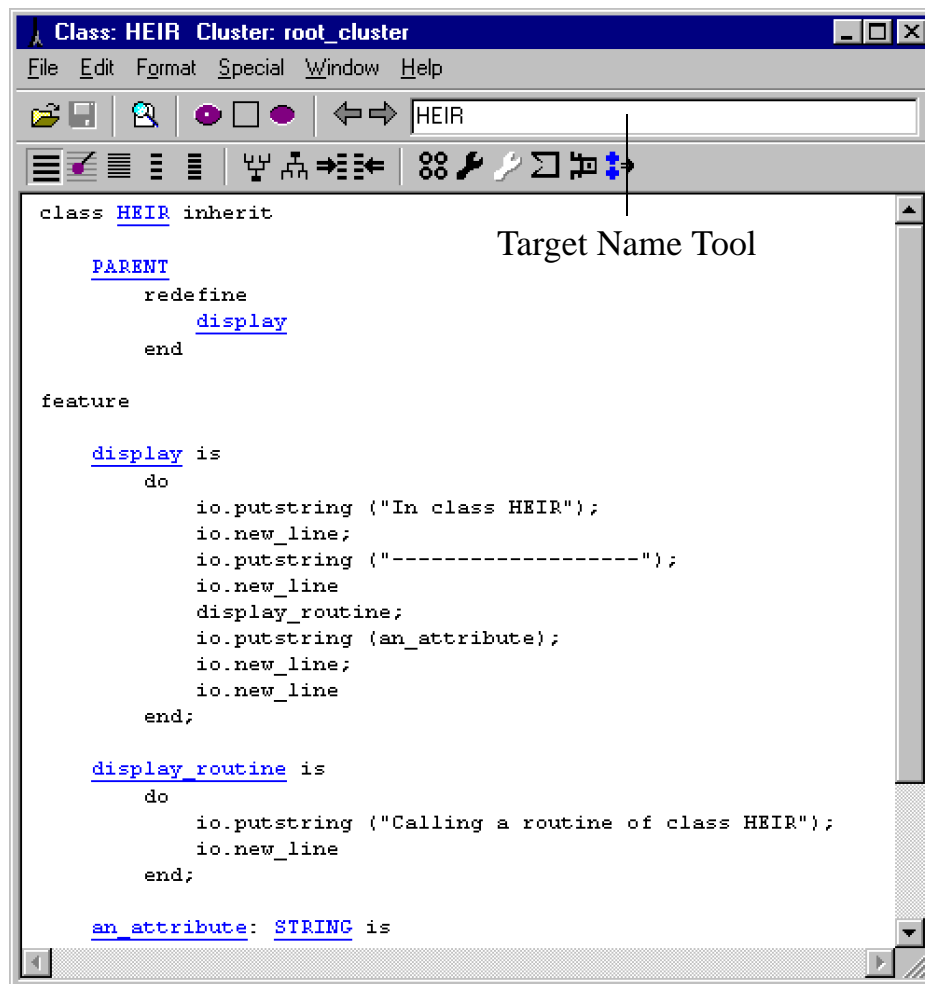 Class: HEIR Cluster: root_cluster
File Edit Format Special Window Help
HEIR
Target Name Tool
class HEIR inherit
PARENT
redefine
display
end
feature
display is
do
io.putstring ("In class HEIR");
io.new_line;
io.putstring ("-------------------");
io.new_line
display_routine;
io.putstring (an_attribute);
io.new_line;
io.new_line
end;
display_routine is
do
io.putstring ("Calling a routine of class HEIR");
io.new_line
end;
an_attribute: STRING is